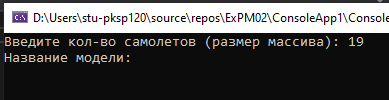 D:\Users\stu-pksp120\source\repos\ExPM02\ConsoleApp1\Console
Введите кол-во самолетов (размер массива): 19
Название модели: